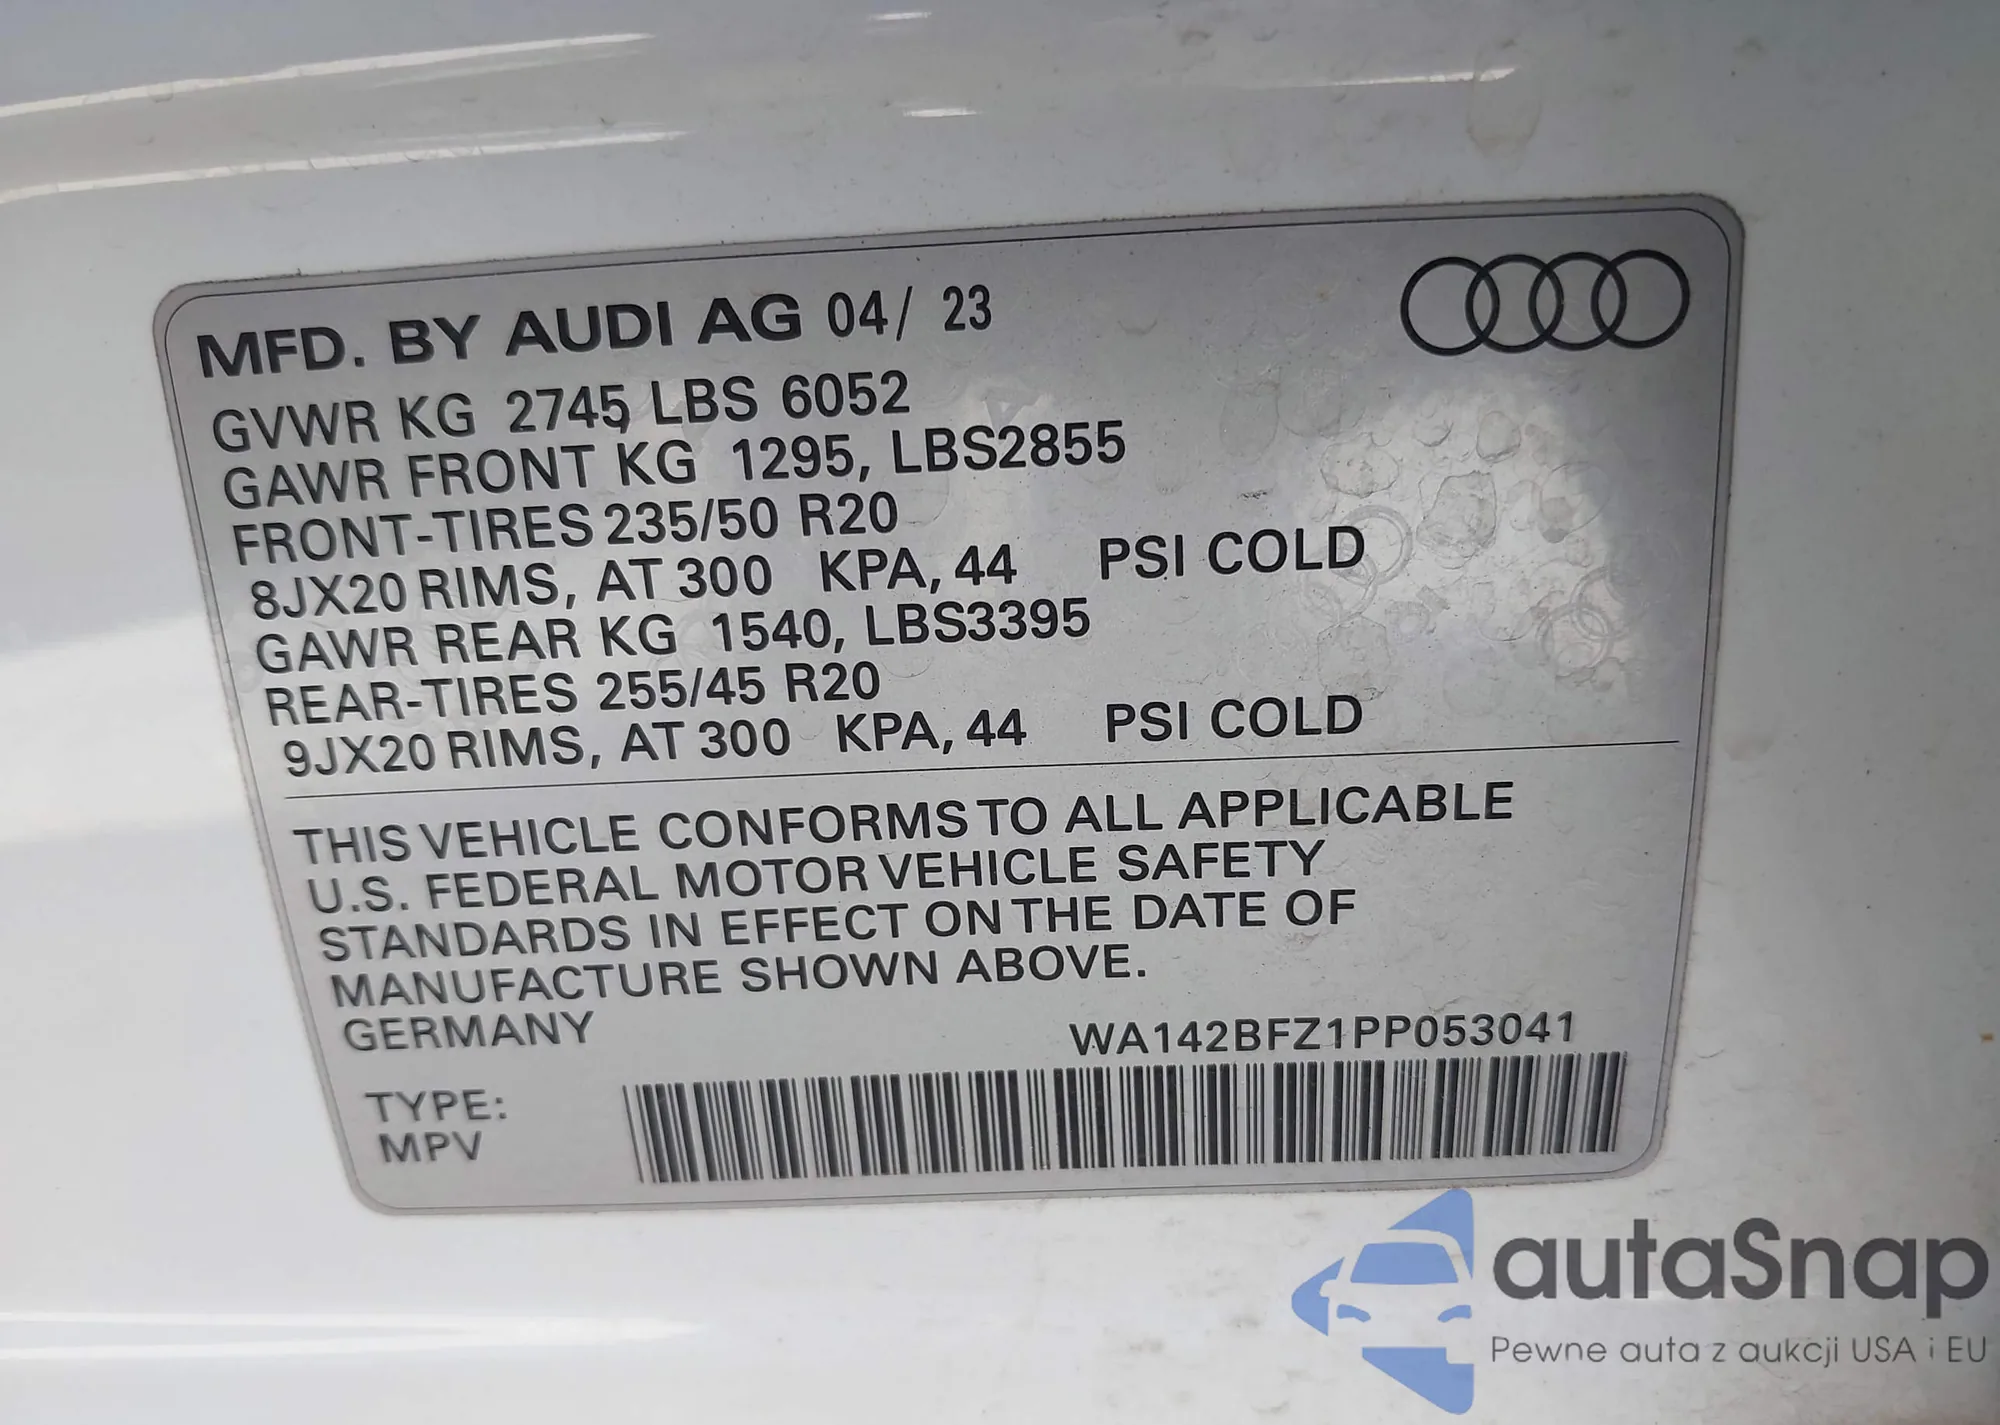 MFD. BY AUDI AG 04/ 23
GVWR KG 2745, LBS 6052
GAWR FRONT KG 1295, LBS2855
FRONT-TIRES 235/50 R20
8JX20 RIMS, AT 300 KPA, 44 PSI COLD
GAWR REAR KG 1540, LBS3395
REAR-TIRES 255/45 R20
9JX20 RIMS, AT 300 KPA, 44 PSI COLD
THIS VEHICLE CONFORMS TO ALL APPLICABLE
U.S. FEDERAL MOTOR VEHICLE SAFETY
STANDARDS IN EFFECT ON THE DATE OF
MANUFACTURE SHOWN ABOVE.
GERMANY WA142BFZ1PP053041
TYPE:
MPV
autaSnap
Pewne auta z aukcji USA i EU